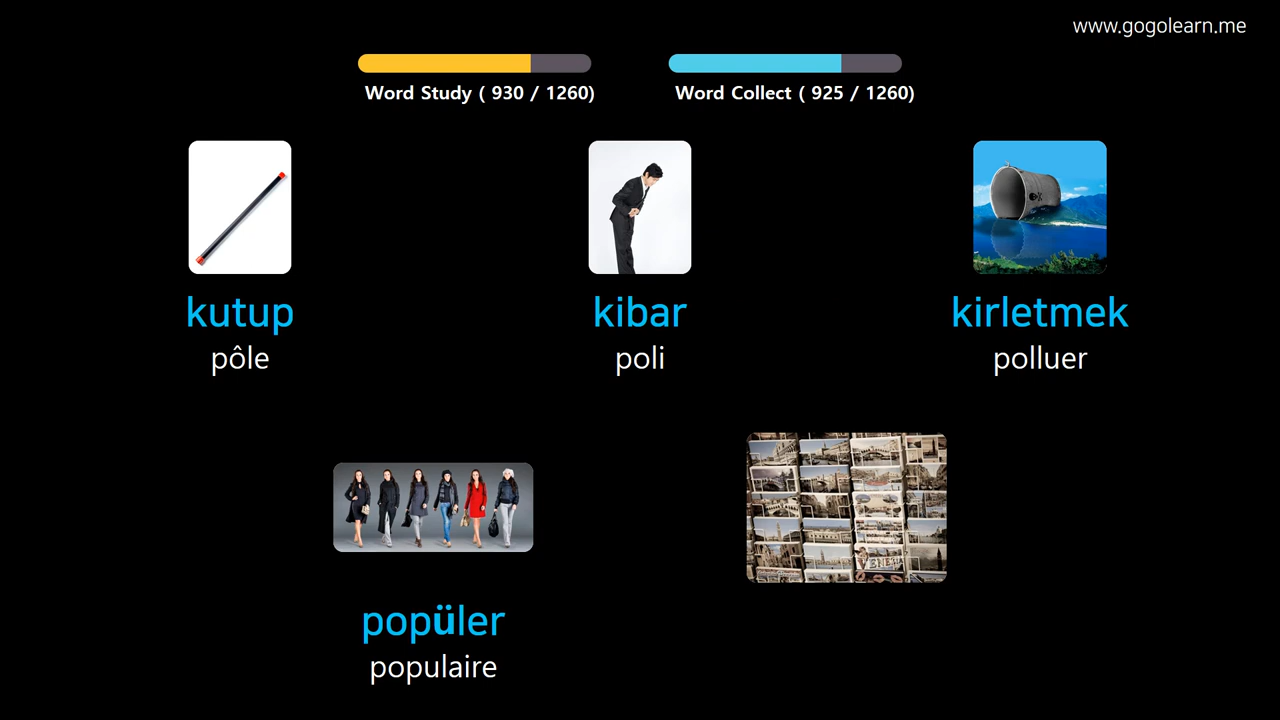 www.gogolearn.me
Word Study ( 930 / 1260)
Word Collect ( 925 / 1260)
kutup
pôle
kibar
poli
kirletmek
polluer
popüler
populaire